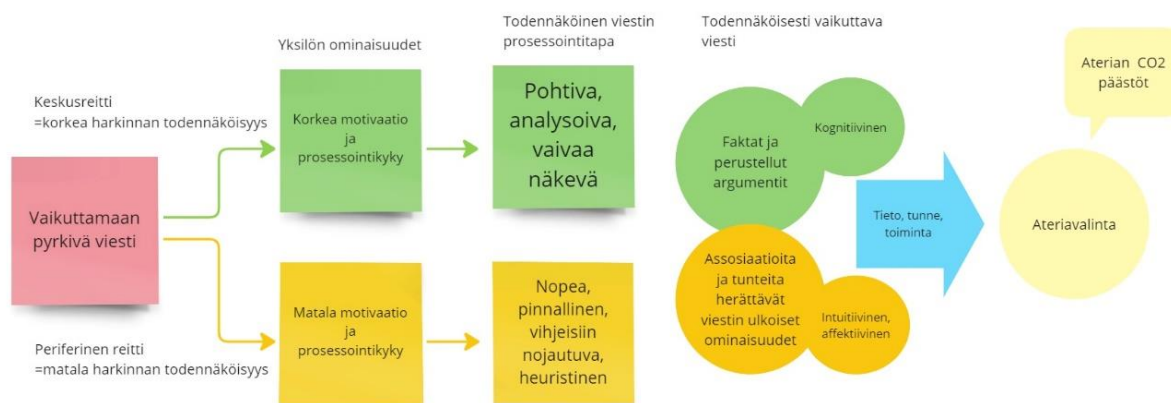 Yksilön ominaisuudet
Todennäköinen viestin
prosessointitapa
Todennäköisesti vaikuttava
viesti
Keskusreitti
=korkea harkinnan todennäköisyys
Vaikuttamaan
pyrkivä viesti
Periferinen reitti
=matala harkinnan todennäköisyys
Korkea motivaatio
ja
prosessointikyky
Pohtiva,
analysoiva,
vaivaa
näkevä
Matala motivaatio
ja
prosessointikyky
Nopea,
pinnallinen,
vihjeisiin
nojautuva,
heuristinen
Faktat ja
perustellut
argumentit
Kognitiivinen
Assosiaatioita
ja tunteita
herättävät
viestin ulkoiset
ominaisuudet
Intuitiivinen,
affektiivinen
Tieto, tunne,
toiminta
Aterian CO2
päästöt
Ateriavalinta